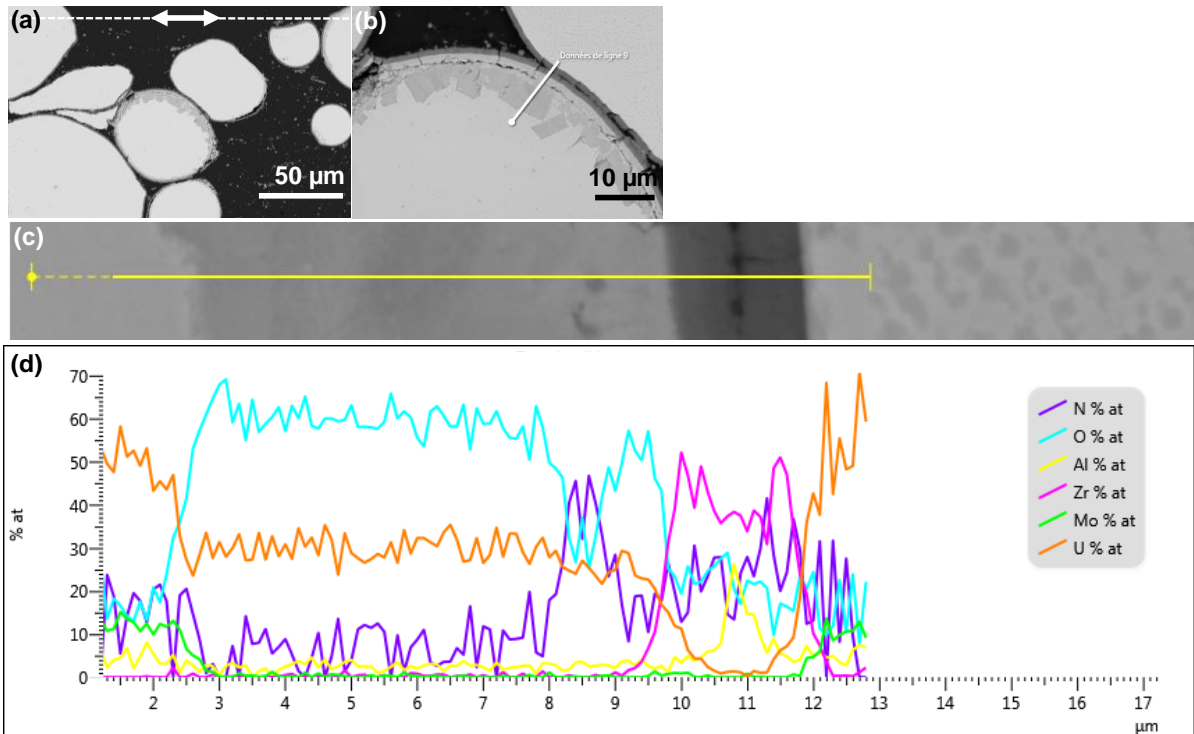 (a)
50 µm
(b)
Données de ligne 9
10 µm
(c)
(d)
70
60
50
40
30
20
10
0
% at
2 3 4 5 6 7 8 9 10 11 12 13 14 15 16 17
µm
N % at
O % at
Al % at
Zr % at
Mo % at
U % at